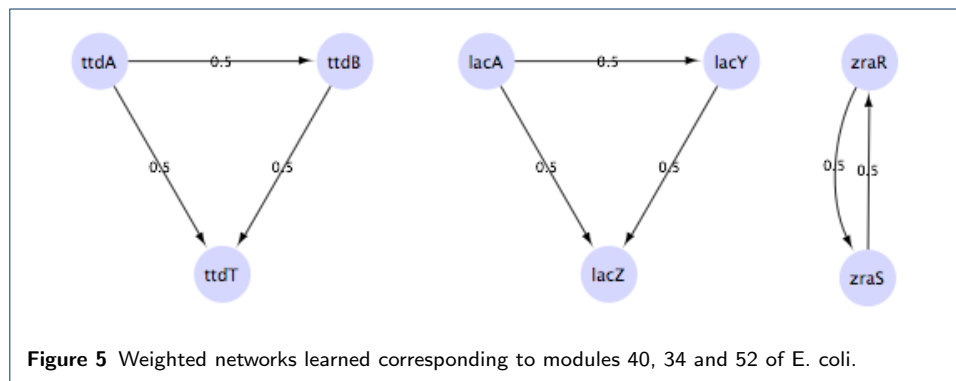 ttdA
0.5
ttdB
lacA
0.5
lacY
zraR
0.5
0.5
0.5
0.5
0.5
0.5
ttdT
lacZ
zraS
Figure 5 Weighted networks learned corresponding to modules 40, 34 and 52 of E. coli.